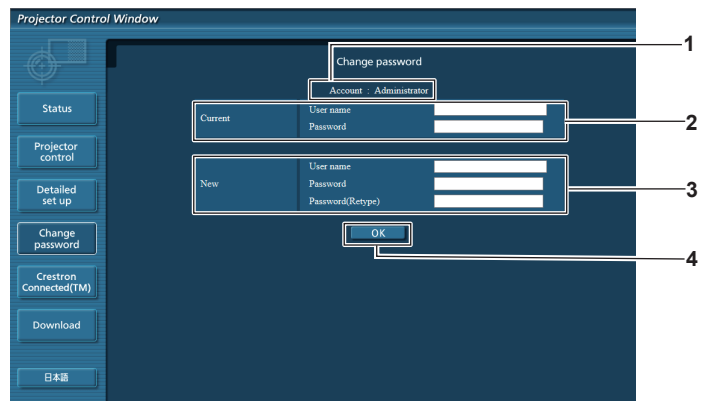 Projector Control Window
1
Change password
Account : Administrator
Status
Current
User name
Password
2
Projector
control
New
User name
Password
Password(Retype)
3
Detailed
set up
Change
password
OK
4
Crestron
Connected(TM)
Download
日本語